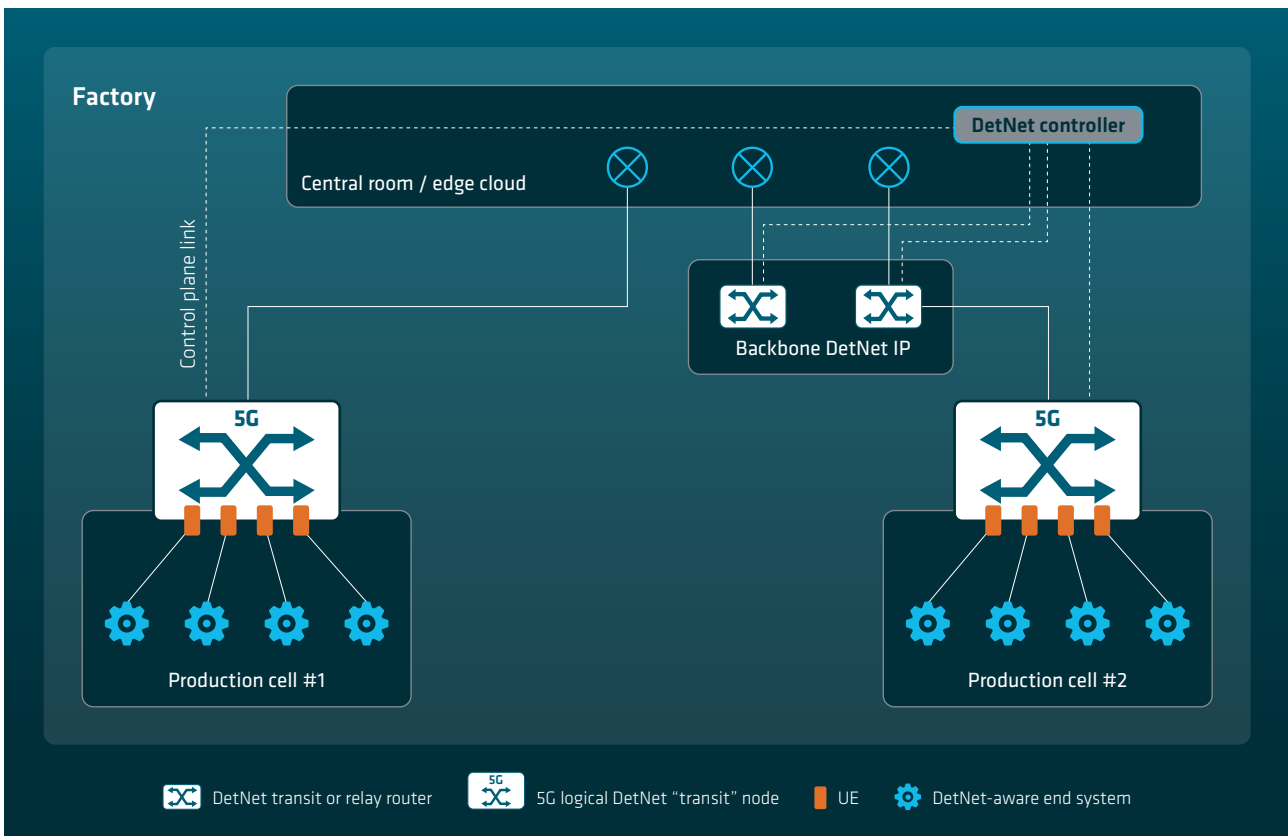 Factory
DetNet controller
Central room / edge cloud
Control plane link
Backbone DetNet IP
5G
5G
Production cell #1
Production cell #2
DetNet transit or relay router
5G
5G logical DetNet “transit” node
UE
DetNet-aware end system